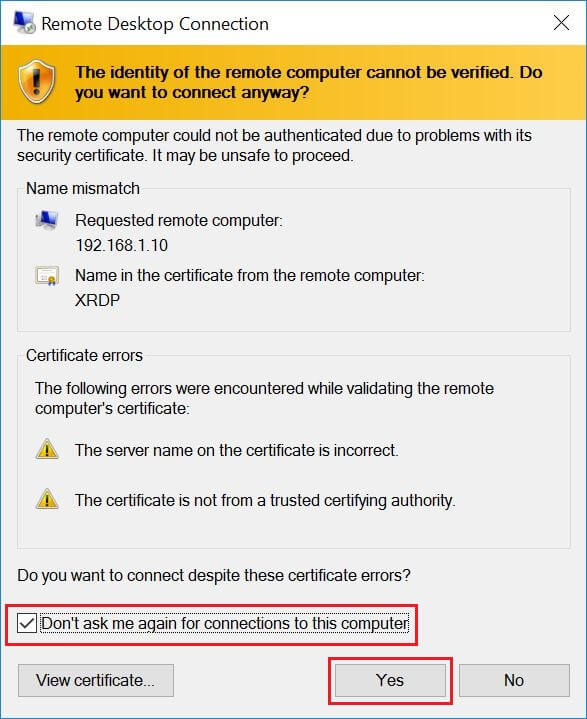 Remote Desktop Connection
The identity of the remote computer cannot be verified. Do
you want to connect anyway?
The remote computer could not be authenticated due to problems with its
security certificate. It may be unsafe to proceed.
Name mismatch
Requested remote computer:
192.168.1.10
Name in the certificate from the remote computer:
XRDP
Certificate errors
The following errors were encountered while validating the remote
computer's certificate:
The server name on the certificate is incorrect.
The certificate is not from a trusted certifying authority.
Do you want to connect despite these certificate errors?
Don't ask me again for connections to this computer
View certificate...
Yes
No